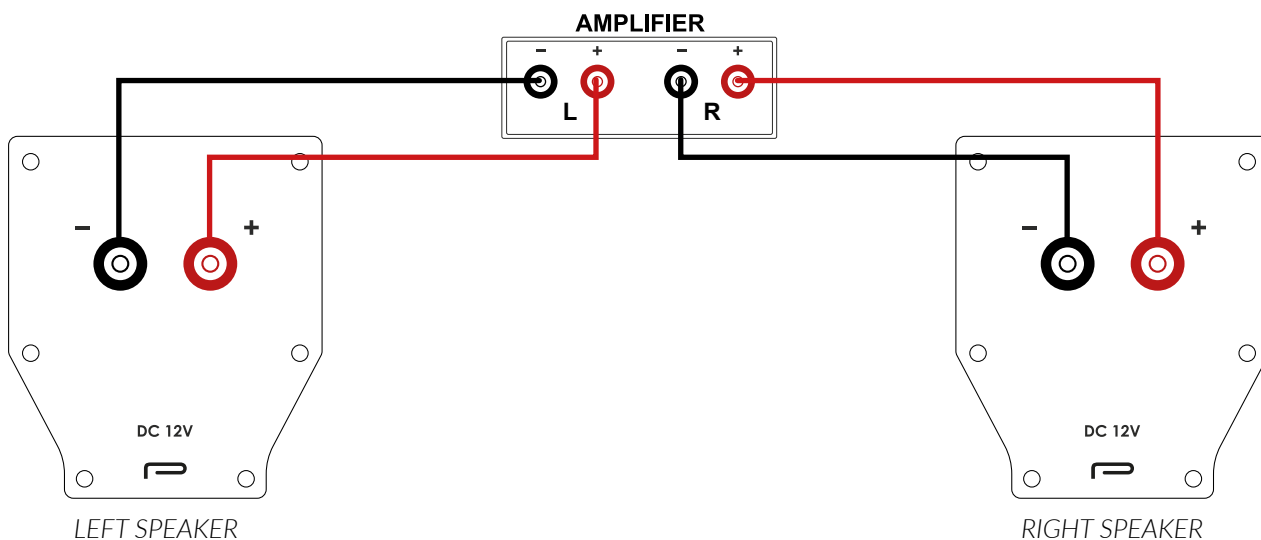 AMPLIFIER
− + − +
L R
− +
− +
DC 12V
DC 12V
LEFT SPEAKER
RIGHT SPEAKER